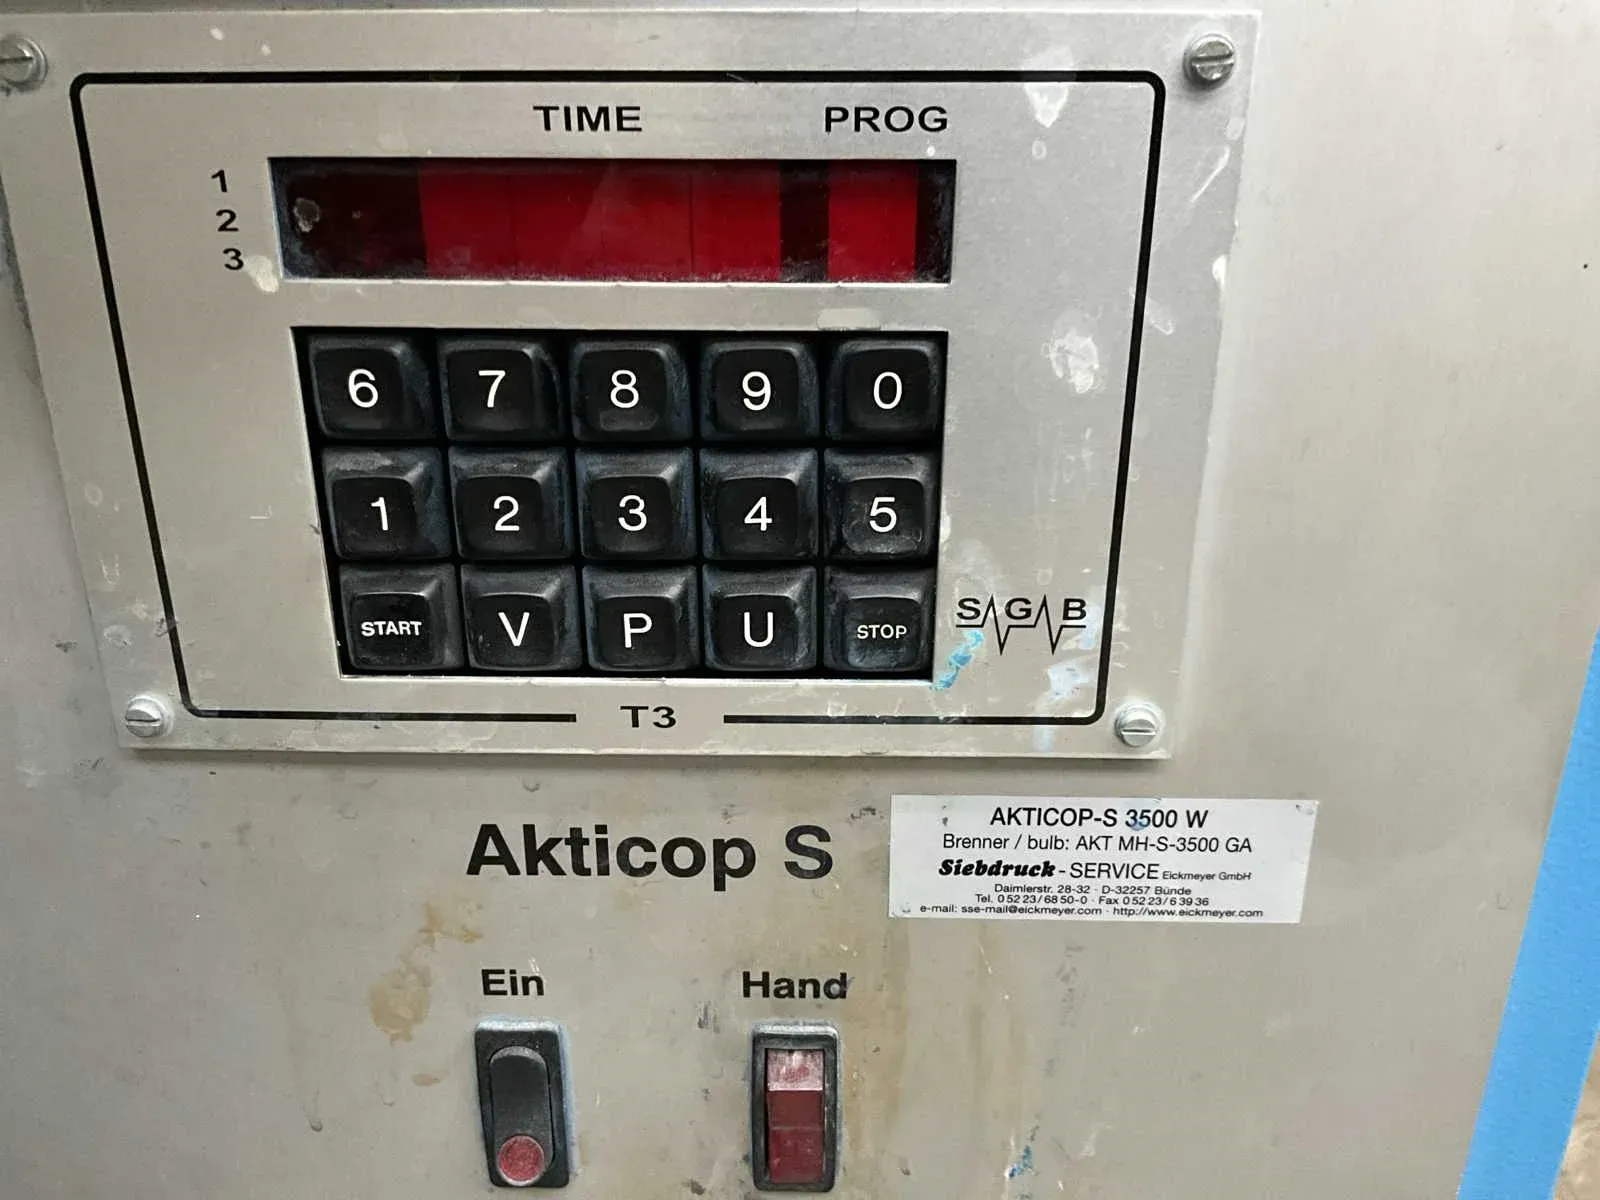 TIME PROG
1
2
3
6 7 8 9 0
1 2 3 4 5
START V P U STOP
SGB
T3
Akticop S
AKTICOP-S 3500 W
Brenner / bulb: AKT MH-S-3500 GA
Siebdruck - SERVICE Eickmeyer GmbH
Daimlerstr. 28-32 · D-32257 Bünde
Tel. 0 52 23/68 50-0 · Fax 0 52 23/6 39 36
e-mail: sse-mail@eickmeyer.com · http://www.eickmeyer.com
Ein Hand